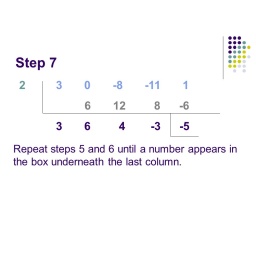 Step 7
2 3 0 -8 -11 1
6 12 8 -6
3 6 4 -3 -5
Repeat steps 5 and 6 until a number appears in
the box underneath the last column.